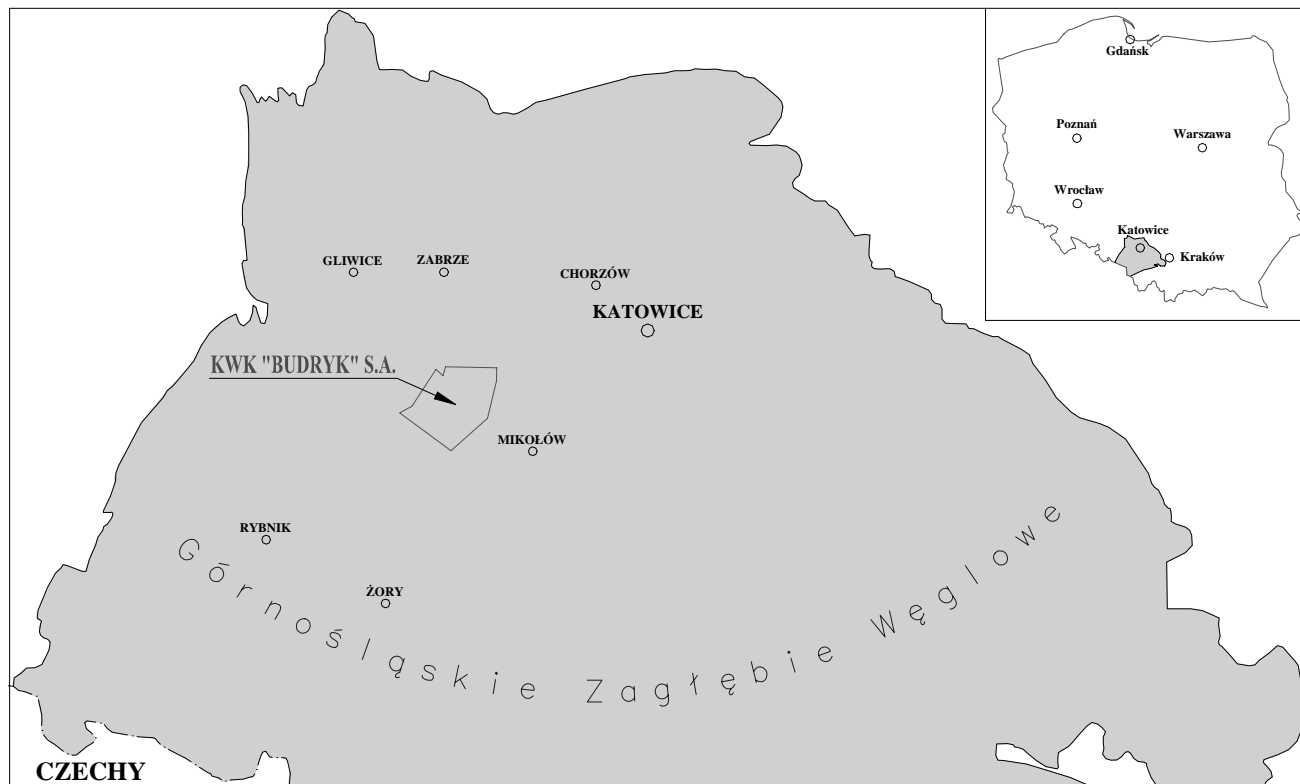 Gdańsk
Poznań
Warszawa
Wrocław
Katowice
Kraków
GLIWICE
ZABRZE
CHORZÓW
KATOWICE
KWK "BUDRYK" S.A.
MIKOŁÓW
RYBNIK
ŻORY
Górnośląskie Zagłębie Węglowe
CZECHY